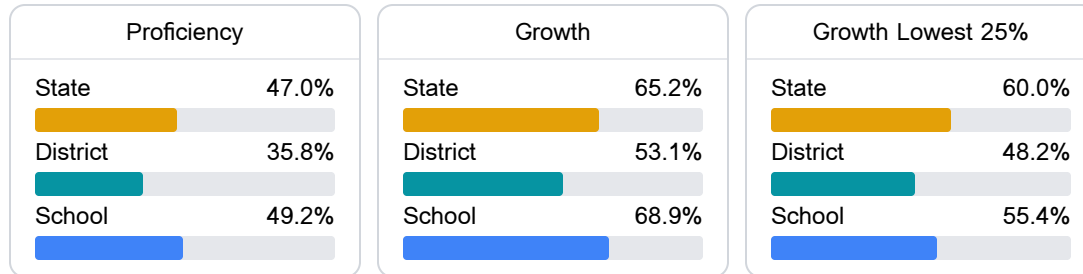 Proficiency
State 47.0%
District 35.8%
School 49.2%
Growth
State 65.2%
District 53.1%
School 68.9%
Growth Lowest 25%
State 60.0%
District 48.2%
School 55.4%